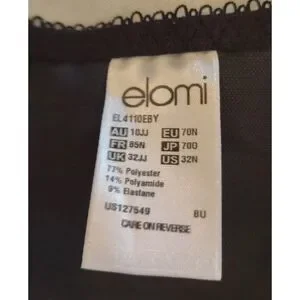 elomi
EL4110EBY
AU 10JJ EU 70N
FR 85N JP 70O
UK 32JJ US 32N
77% Polyester
14% Polyamide
9% Elastane
US127549 BU
CARE ON REVERSE